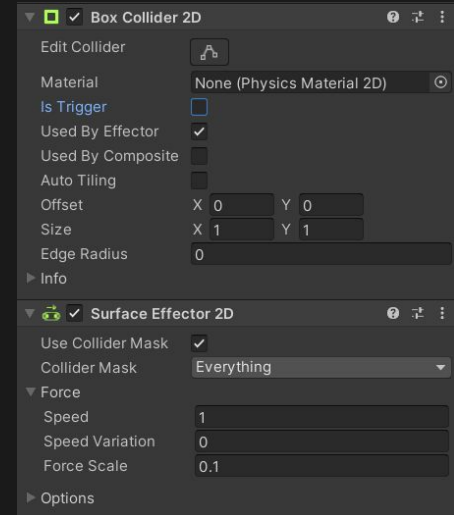 Box Collider 2D
Edit Collider
Material None (Physics Material 2D)
Is Trigger
Used By Effector
Used By Composite
Auto Tiling
Offset X 0 Y 0
Size X 1 Y 1
Edge Radius 0
Info
Surface Effector 2D
Use Collider Mask
Collider Mask Everything
Force
Speed 1
Speed Variation 0
Force Scale 0.1
Options